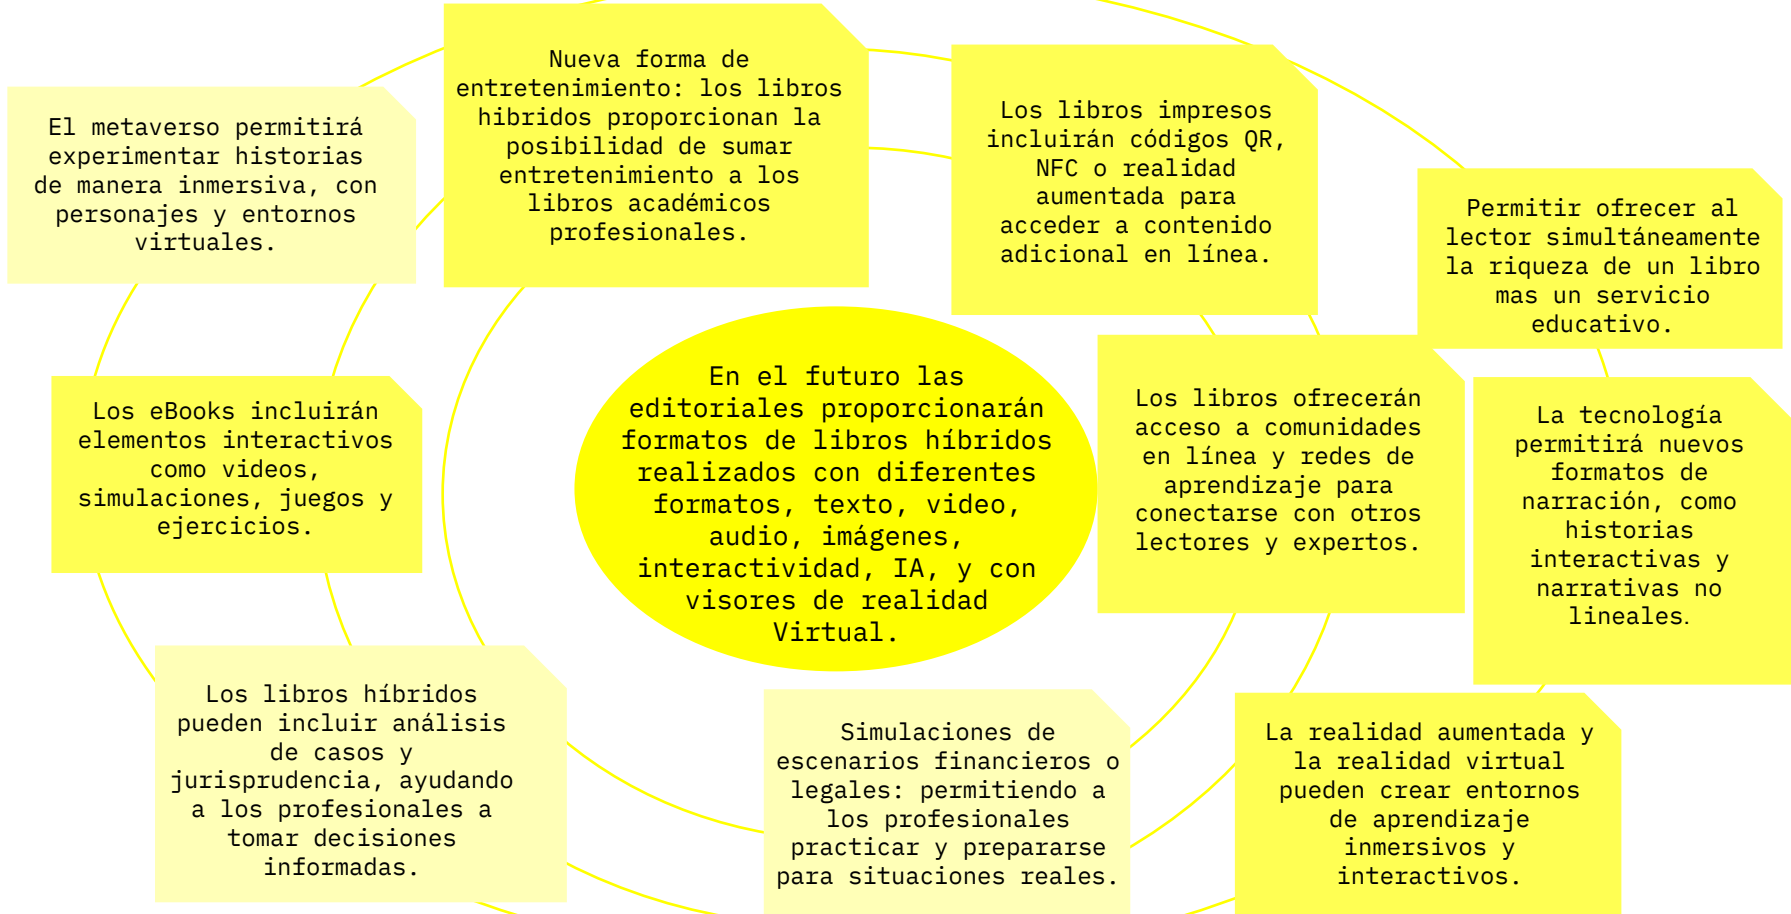 Nueva forma de
entretenimiento: los libros
hibridos proporcionan la
posibilidad de sumar
entretenimiento a los
libros académicos
profesionales.
Los libros impresos
incluirán códigos QR,
NFC o realidad
aumentada para
acceder a contenido
adicional en línea.
El metaverso permitirá
experimentar historias
de manera inmersiva, con
personajes y entornos
virtuales.
Permitir ofrecer al
lector simultáneamente
la riqueza de un libro
mas un servicio
educativo.
En el futuro las
editoriales proporcionarán
formatos de libros híbridos
realizados con diferentes
formatos, texto, video,
audio, imágenes,
interactividad, IA, y con
visores de realidad
Virtual.
Los eBooks incluirán
elementos interactivos
como videos,
simulaciones, juegos y
ejercicios.
Los libros ofrecerán
acceso a comunidades
en línea y redes de
aprendizaje para
conectarse con otros
lectores y expertos.
La tecnología
permitirá nuevos
formatos de
narración, como
historias
interactivas y
narrativas no
lineales.
Los libros híbridos
pueden incluir análisis
de casos y
jurisprudencia, ayudando
a los profesionales a
tomar decisiones
informadas.
Simulaciones de
escenarios financieros o
legales: permitiendo a
los profesionales
practicar y prepararse
para situaciones reales.
La realidad aumentada y
la realidad virtual
pueden crear entornos
de aprendizaje
inmersivos y
interactivos.